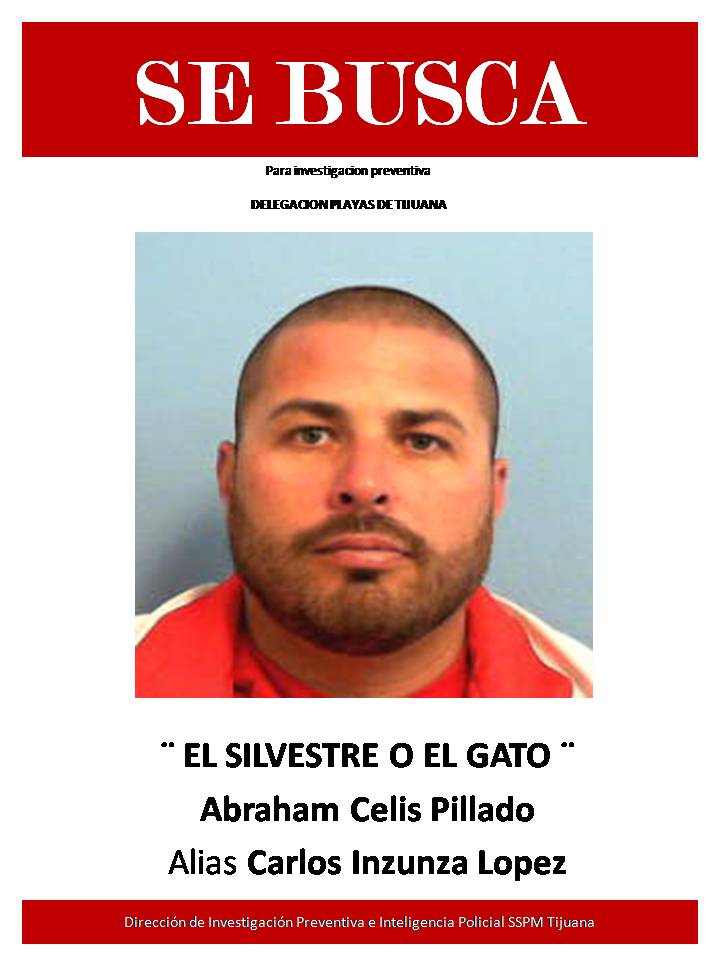 SE BUSCA
Para investigacion preventiva
DELEGACION PLAYAS DE TIJUANA
¨ EL SILVESTRE O EL GATO ¨
Abraham Celis Pillado
Alias Carlos Inzunza Lopez
Dirección de Investigación Preventiva e Inteligencia Policial SSPM Tijuana